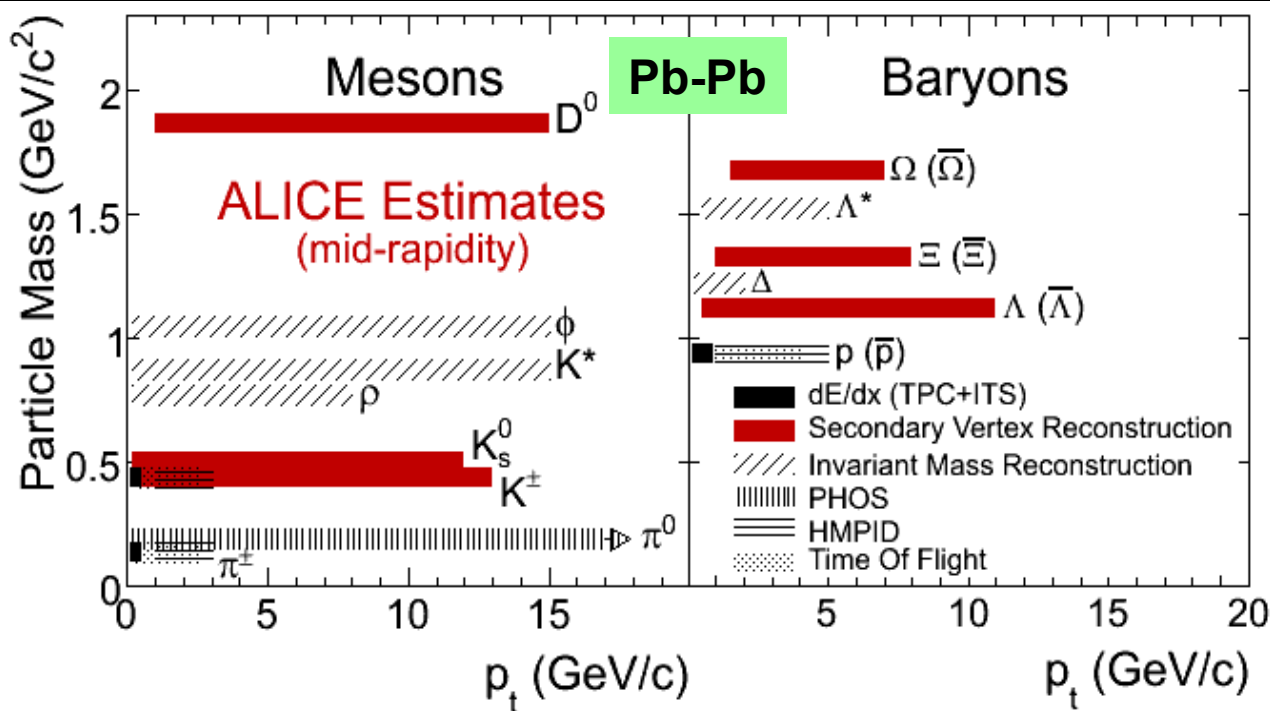 Mesons
Pb-Pb
Baryons
Particle Mass (GeV/c²)
2
1.5
1
0.5
0
D⁰
ALICE Estimates
(mid-rapidity)
ϕ
K*
ρ
K⁰ₛ
K±
π⁰
π±
0 5 10 15
pₜ (GeV/c)
Ω (Ω̅)
Λ*
Ξ (Ξ̅)
Δ
Λ (Λ̅)
p (p̅)
dE/dx (TPC+ITS)
Secondary Vertex Reconstruction
Invariant Mass Reconstruction
PHOS
HMPID
Time Of Flight
5 10 15 20
pₜ (GeV/c)